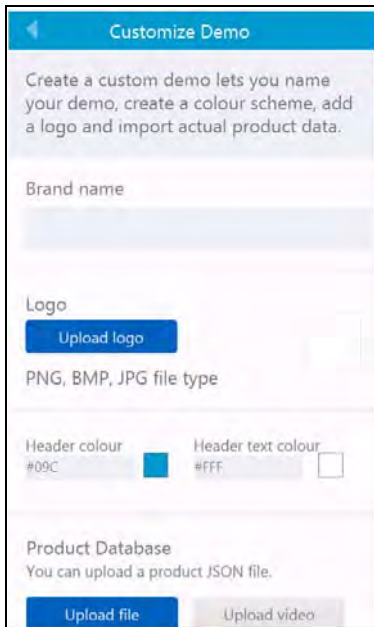 Customize Demo
Create a custom demo lets you name
your demo, create a colour scheme, add
a logo and import actual product data.
Brand name
Logo
Upload logo
PNG, BMP, JPG file type
Header colour
Header text colour
#09C
#FFF
Product Database
You can upload a product JSON file.
Upload file
Upload video